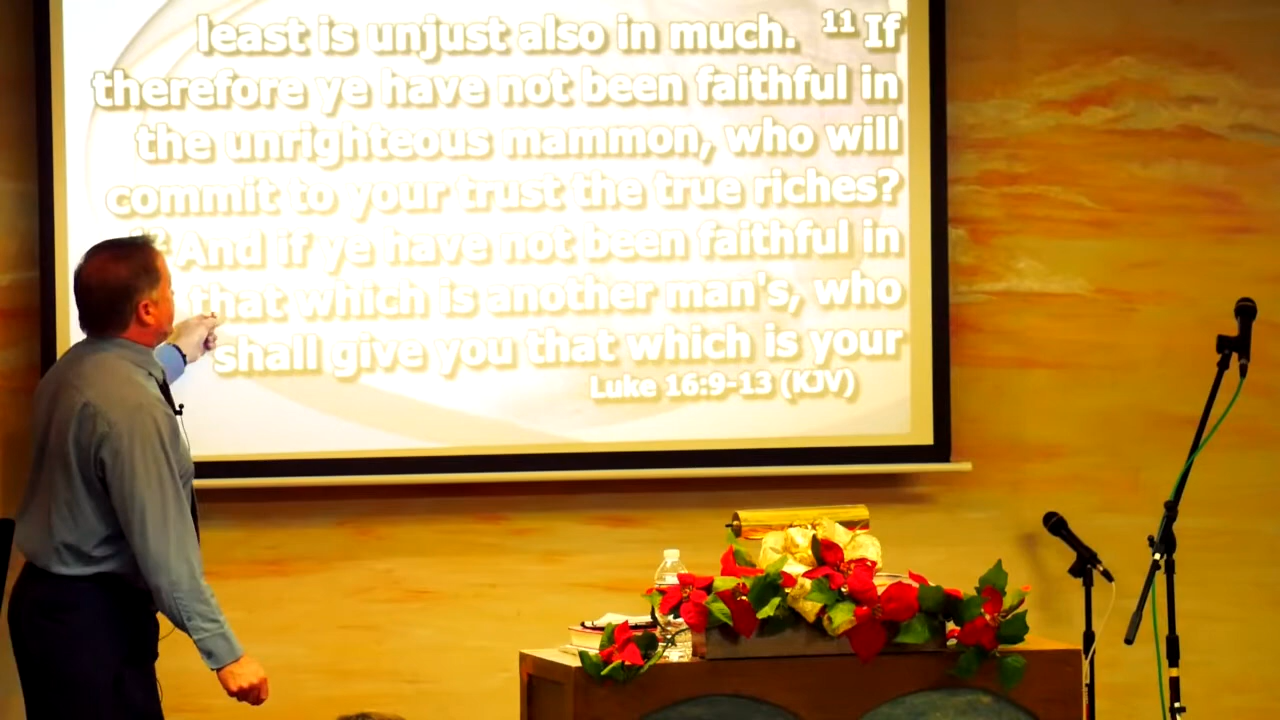 least is unjust also in much. 11 If
therefore ye have not been faithful in
the unrighteous mammon, who will
commit to your trust the true riches?
12 And if ye have not been faithful in
that which is another man's, who
shall give you that which is your
Luke 16:9-13 (KJV)